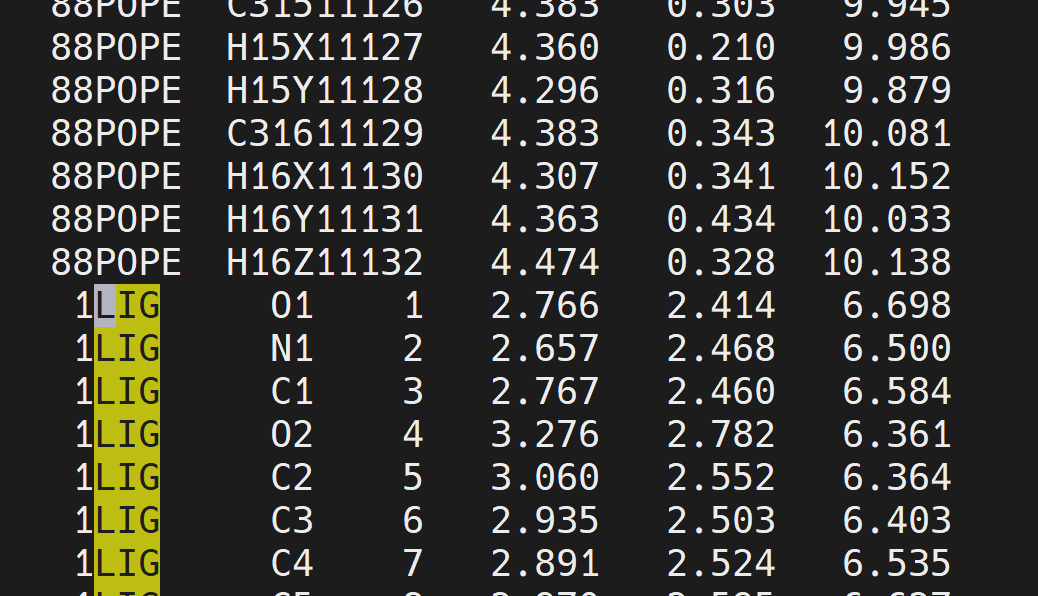 88POPE  C31511126   4.383   0.303   9.945
88POPE  H15X11127   4.360   0.210   9.986
88POPE  H15Y11128   4.296   0.316   9.879
88POPE  C31611129   4.383   0.343  10.081
88POPE  H16X11130   4.307   0.341  10.152
88POPE  H16Y11131   4.363   0.434  10.033
88POPE  H16Z11132   4.474   0.328  10.138
 1LIG     O1    1   2.766   2.414   6.698
 1LIG     N1    2   2.657   2.468   6.500
 1LIG     C1    3   2.767   2.460   6.584
 1LIG     O2    4   3.276   2.782   6.361
 1LIG     C2    5   3.060   2.552   6.364
 1LIG     C3    6   2.935   2.503   6.403
 1LIG     C4    7   2.891   2.524   6.535